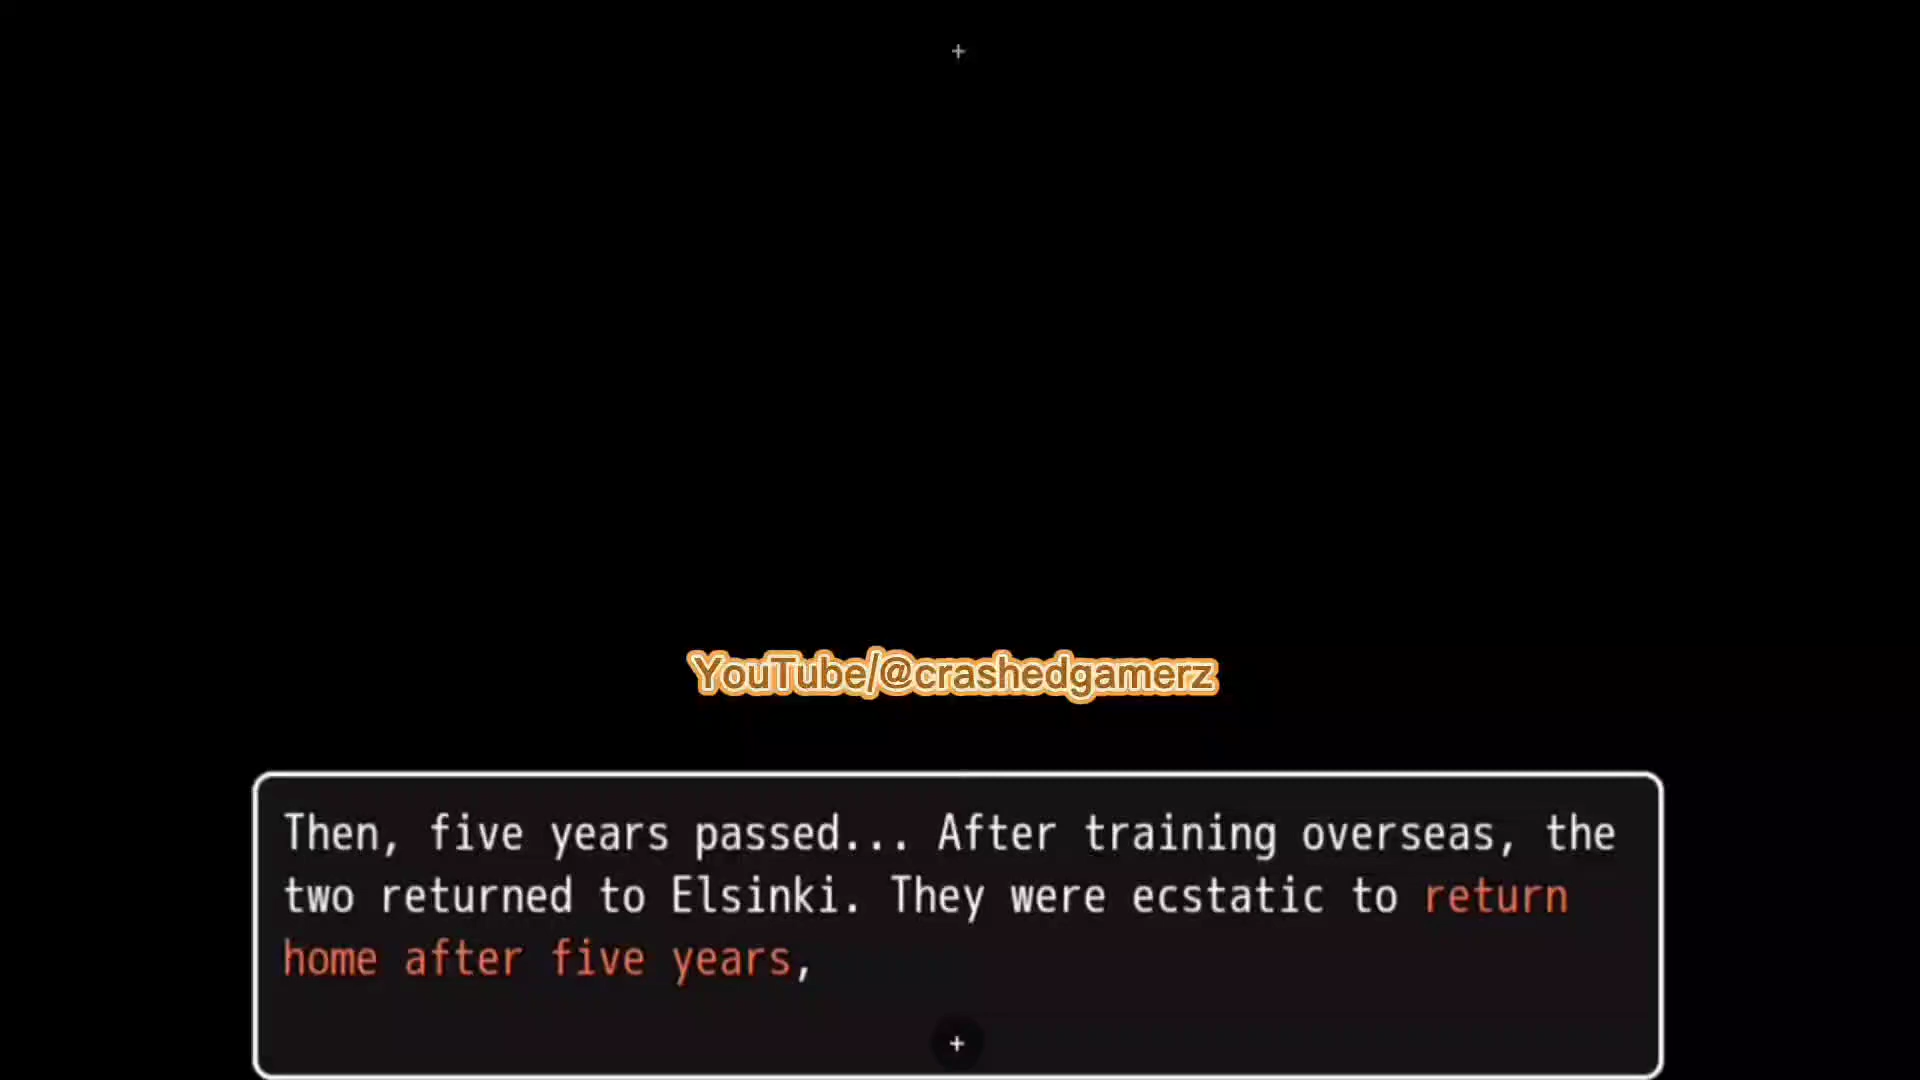 YouTube/@crashedgamerz
Then, five years passed... After training overseas, the
two returned to Elsinki. They were ecstatic to return
home after five years,